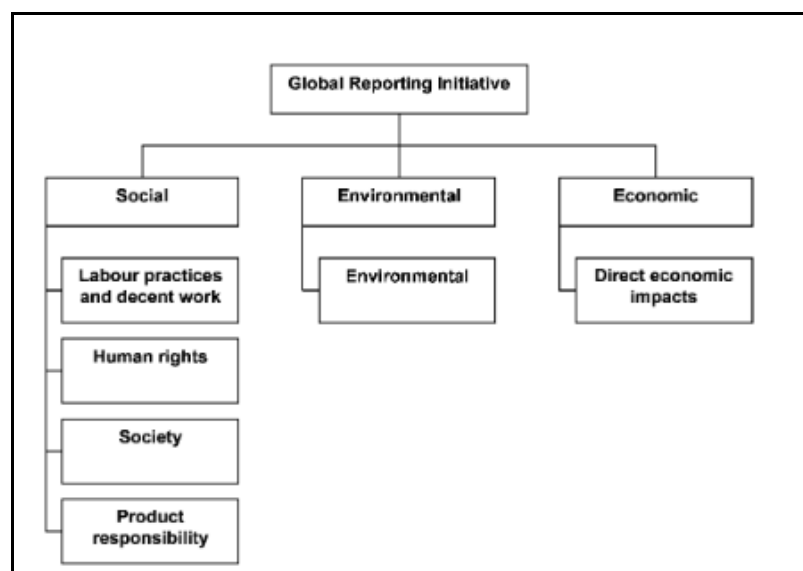 Global Reporting Initiative
Social
Environmental
Economic
Labour practices
and decent work
Environmental
Direct economic
impacts
Human rights
Society
Product
responsibility